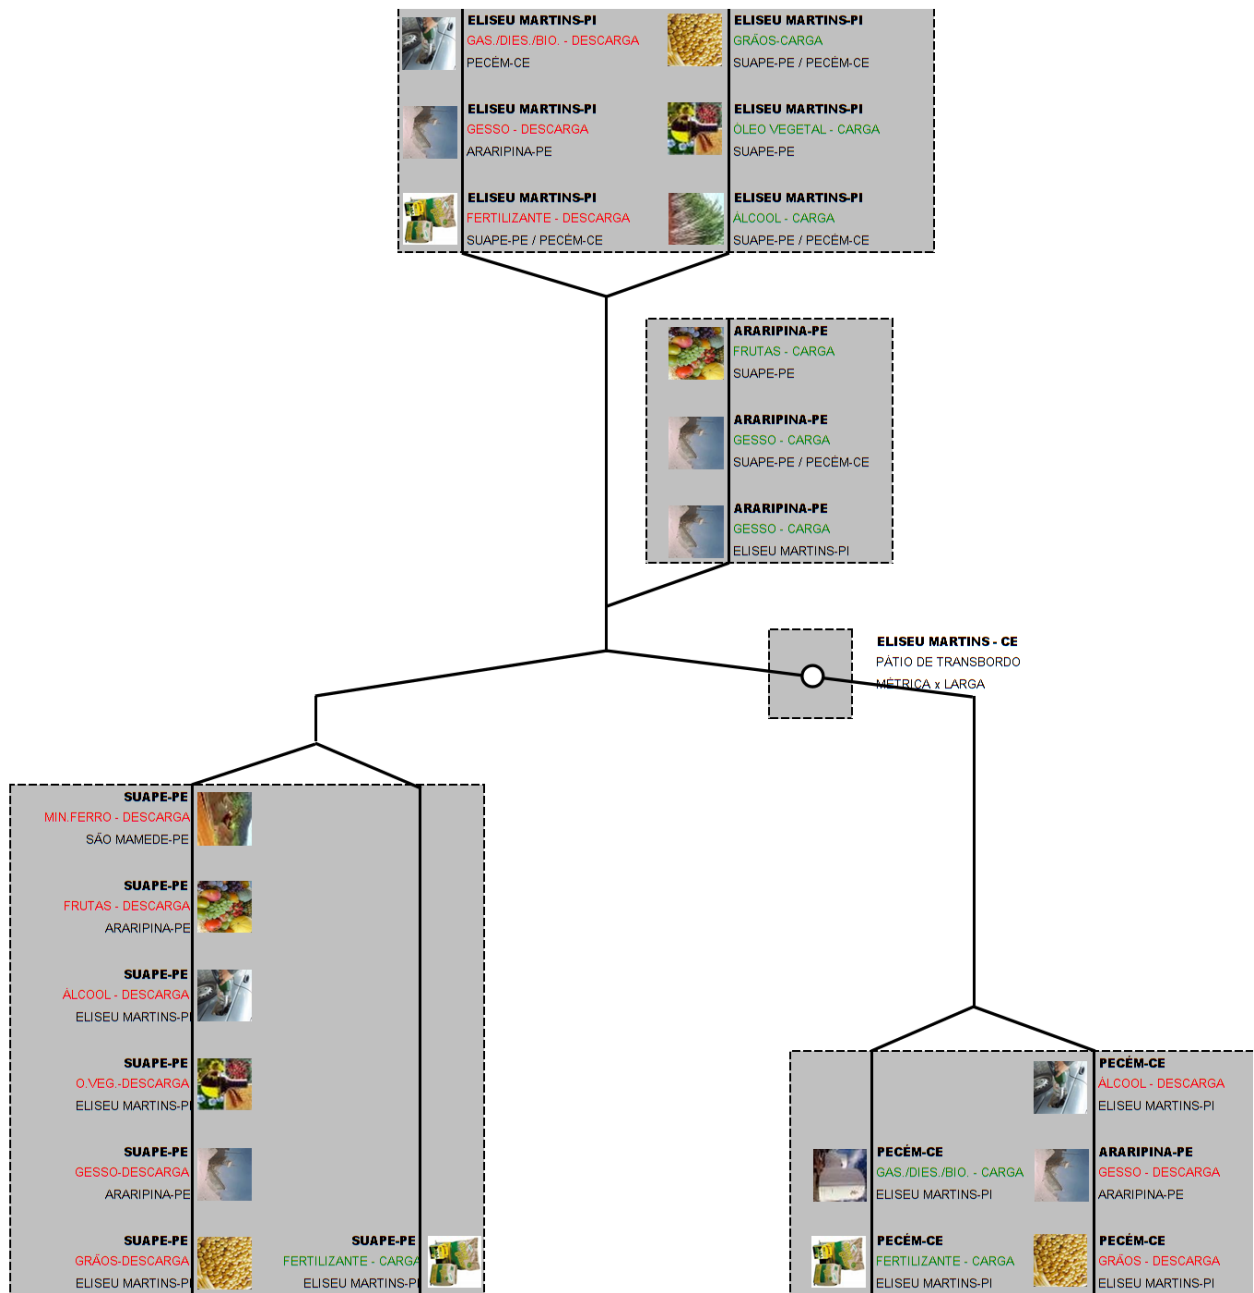 ELISEU MARTINS-PI
GAS./DIES./BIO. - DESCARGA
PECÉM-CE
ELISEU MARTINS-PI
GRÃOS-CARGA
SUAPE-PE / PECÉM-CE
ELISEU MARTINS-PI
GESSO - DESCARGA
ARARIPINA-PE
ELISEU MARTINS-PI
ÓLEO VEGETAL - CARGA
SUAPE-PE
ELISEU MARTINS-PI
FERTILIZANTE - DESCARGA
SUAPE-PE / PECÉM-CE
ELISEU MARTINS-PI
ÁLCOOL - CARGA
SUAPE-PE / PECÉM-CE
ARARIPINA-PE
FRUTAS - CARGA
SUAPE-PE
ARARIPINA-PE
GESSO - CARGA
SUAPE-PE / PECÉM-CE
ARARIPINA-PE
GESSO - CARGA
ELISEU MARTINS-PI
ELISEU MARTINS - CE
PÁTIO DE TRANSBORDO
MÉTRICA x LARGA
SUAPE-PE
MIN.FERRO - DESCARGA
SÃO MAMEDE-PE
SUAPE-PE
FRUTAS - DESCARGA
ARARIPINA-PE
SUAPE-PE
ÁLCOOL - DESCARGA
ELISEU MARTINS-PI
SUAPE-PE
O.VEG.-DESCARGA
ELISEU MARTINS-PI
SUAPE-PE
GESSO-DESCARGA
ARARIPINA-PE
SUAPE-PE
GRÃOS-DESCARGA
ELISEU MARTINS-PI
SUAPE-PE
FERTILIZANTE - CARGA
ELISEU MARTINS-PI
PECÉM-CE
ÁLCOOL - DESCARGA
ELISEU MARTINS-PI
PECÉM-CE
GAS./DIES./BIO. - CARGA
ELISEU MARTINS-PI
ARARIPINA-PE
GESSO - DESCARGA
ARARIPINA-PE
PECÉM-CE
FERTILIZANTE - CARGA
ELISEU MARTINS-PI
PECÉM-CE
GRÃOS - DESCARGA
ELISEU MARTINS-PI